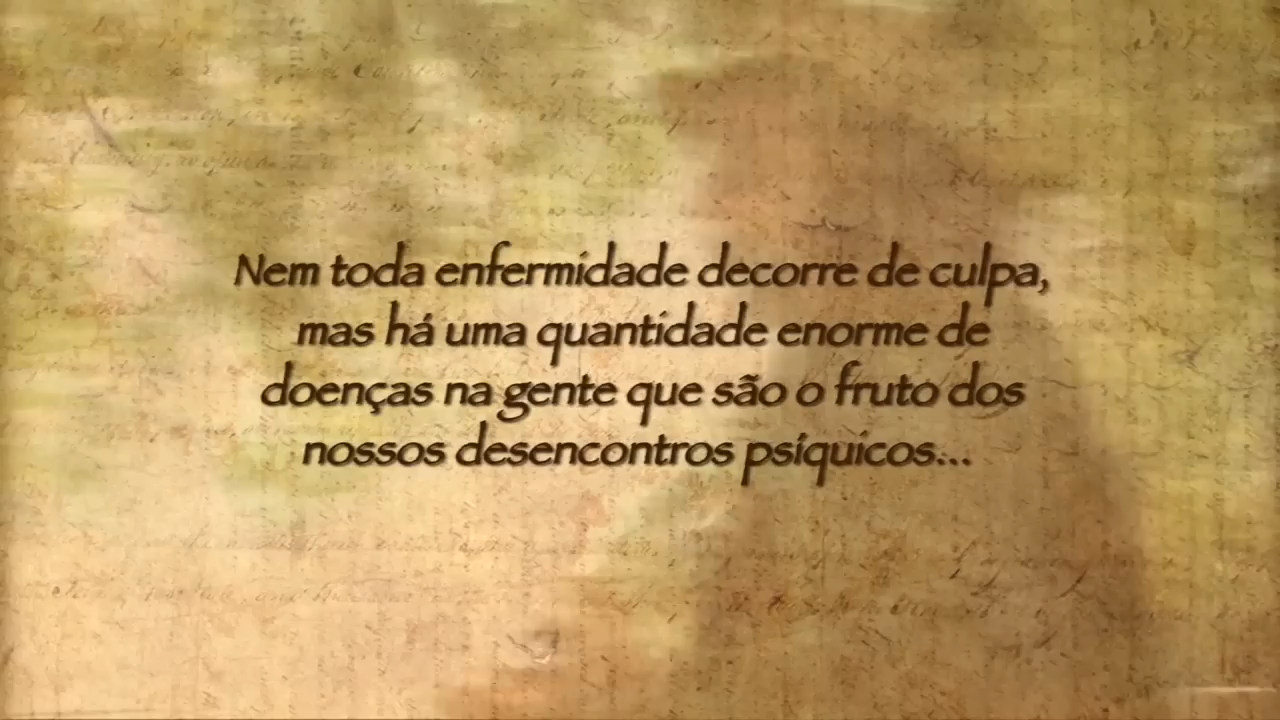 Nem toda enfermidade decorre de culpa,
mas há uma quantidade enorme de
doenças na gente que são o fruto dos
nossos desencontros psíquicos...